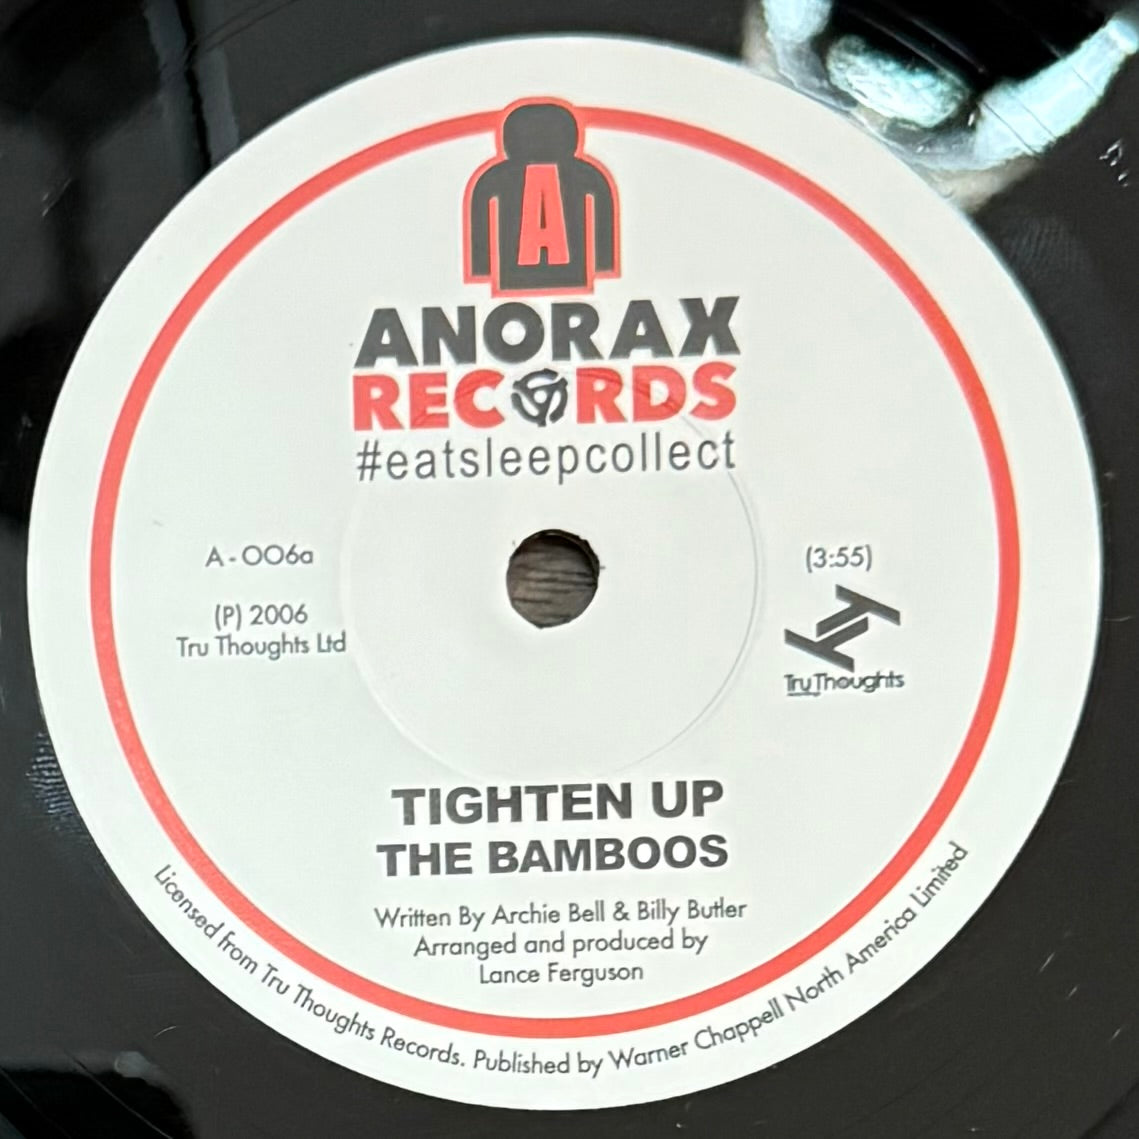 A
ANORAX
RECORDS
#eatsleepcollect
A-006a
(P) 2006
Tru Thoughts Ltd
(3:55)
Tru Thoughts
TIGHTEN UP
THE BAMBOOS
Written By Archie Bell & Billy Butler
Arranged and produced by
Lance Ferguson
Licensed from Tru Thoughts Records. Published by Warner Chappell North America Limited